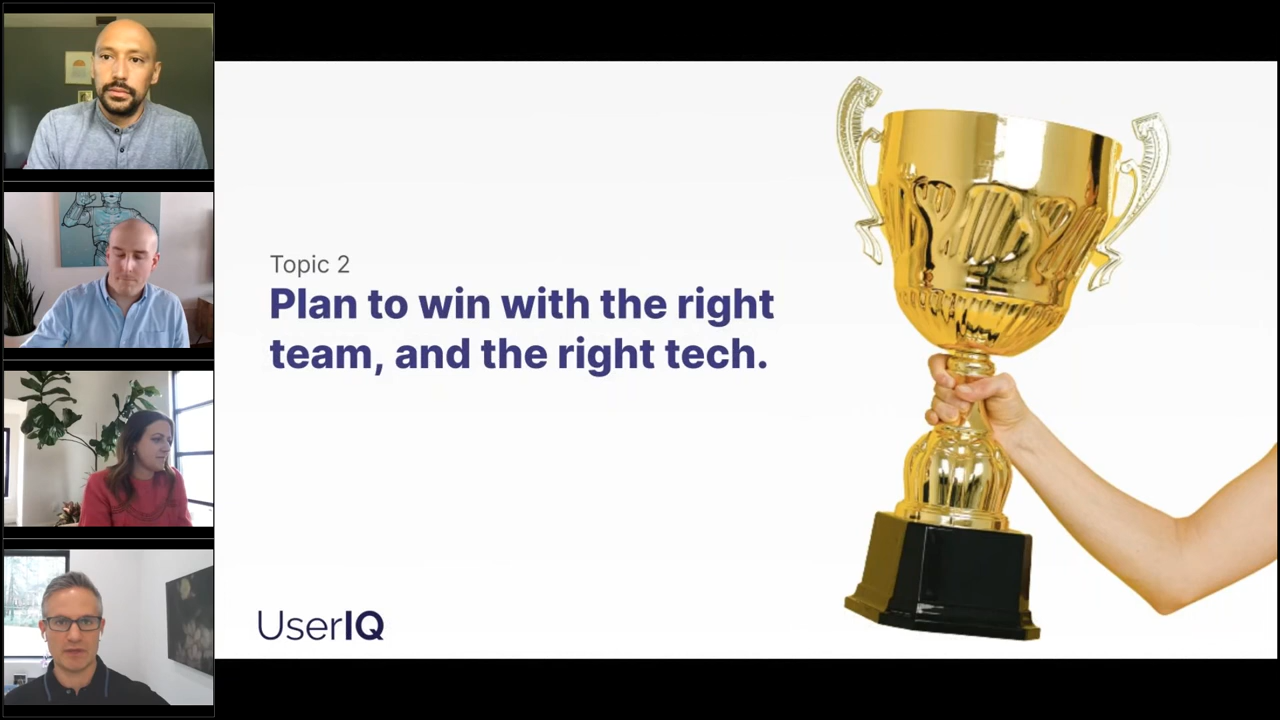 Topic 2
Plan to win with the right
team, and the right tech.
UserIQ